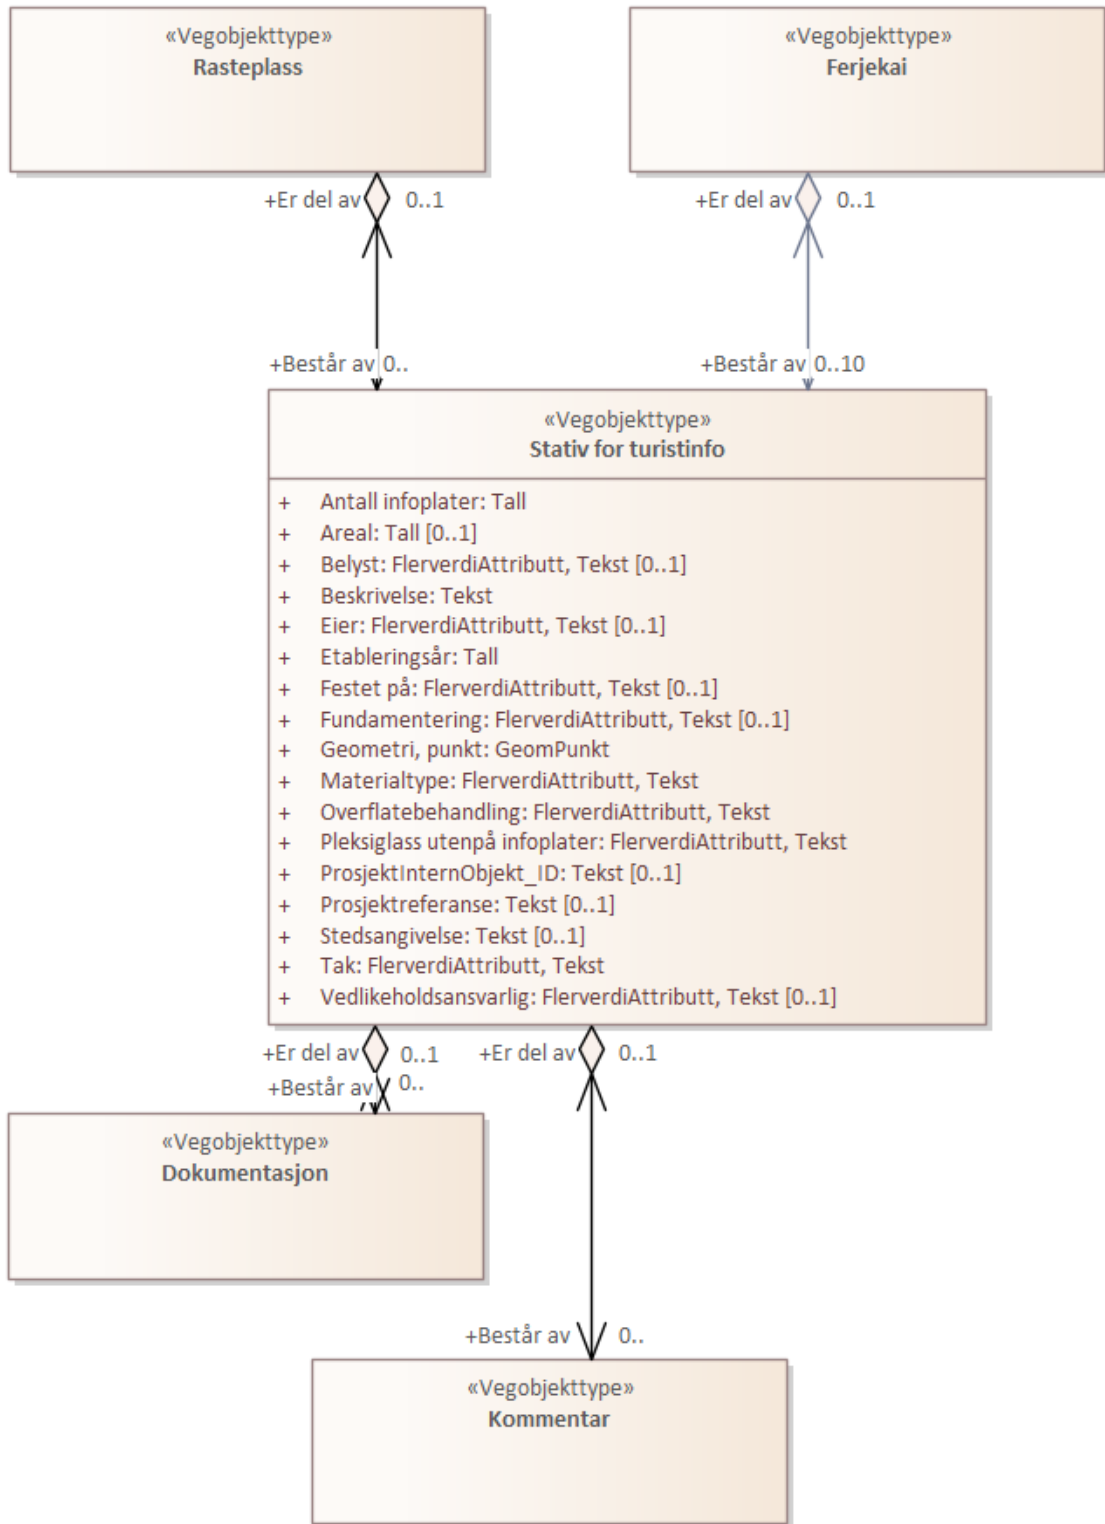 «Vegobjekttype»
Rasteplass
«Vegobjekttype»
Ferjekai
+Er del av 0..1
+Er del av 0..1
+Består av 0..
+Består av 0..10
«Vegobjekttype»
Stativ for turistinfo
+ Antall infoplater: Tall
+ Areal: Tall [0..1]
+ Belyst: FlerverdiAttributt, Tekst [0..1]
+ Beskrivelse: Tekst
+ Eier: FlerverdiAttributt, Tekst [0..1]
+ Etableringsår: Tall
+ Festet på: FlerverdiAttributt, Tekst [0..1]
+ Fundamentering: FlerverdiAttributt, Tekst [0..1]
+ Geometri, punkt: GeomPunkt
+ Materialtype: FlerverdiAttributt, Tekst
+ Overflatebehandling: FlerverdiAttributt, Tekst
+ Pleksiglass utenpå infoplater: FlerverdiAttributt, Tekst
+ ProsjektInternObjekt_ID: Tekst [0..1]
+ Prosjektreferanse: Tekst [0..1]
+ Stedsangivelse: Tekst [0..1]
+ Tak: FlerverdiAttributt, Tekst
+ Vedlikeholdsansvarlig: FlerverdiAttributt, Tekst [0..1]
+Er del av 0..1
+Er del av 0..1
+Består av 0..
«Vegobjekttype»
Dokumentasjon
+Består av 0..
«Vegobjekttype»
Kommentar